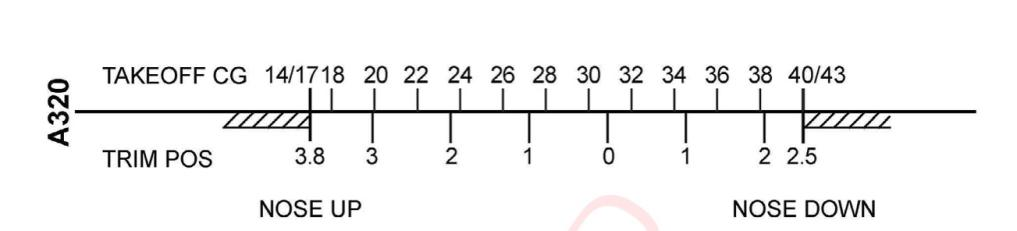 A320
TAKEOFF CG 14/17 18 20 22 24 26 28 30 32 34 36 38 40/43
TRIM POS 3.8 3 2 1 0 1 2 2.5
NOSE UP NOSE DOWN